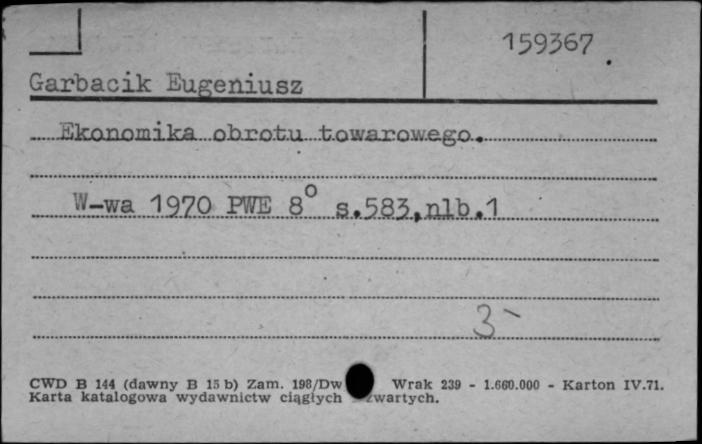 159367.
Garbacik Eugeniusz
Ekonomika obrotu towarowego.
W-wa 1970 PWE 8° s.583,nlb.1
3
CWD B 144 (dawny B 15 b) Zam. 198/Dw Wrak 239 - 1.660.000 - Karton IV.71.
Karta katalogowa wydawnictw ciągłych zwartych.